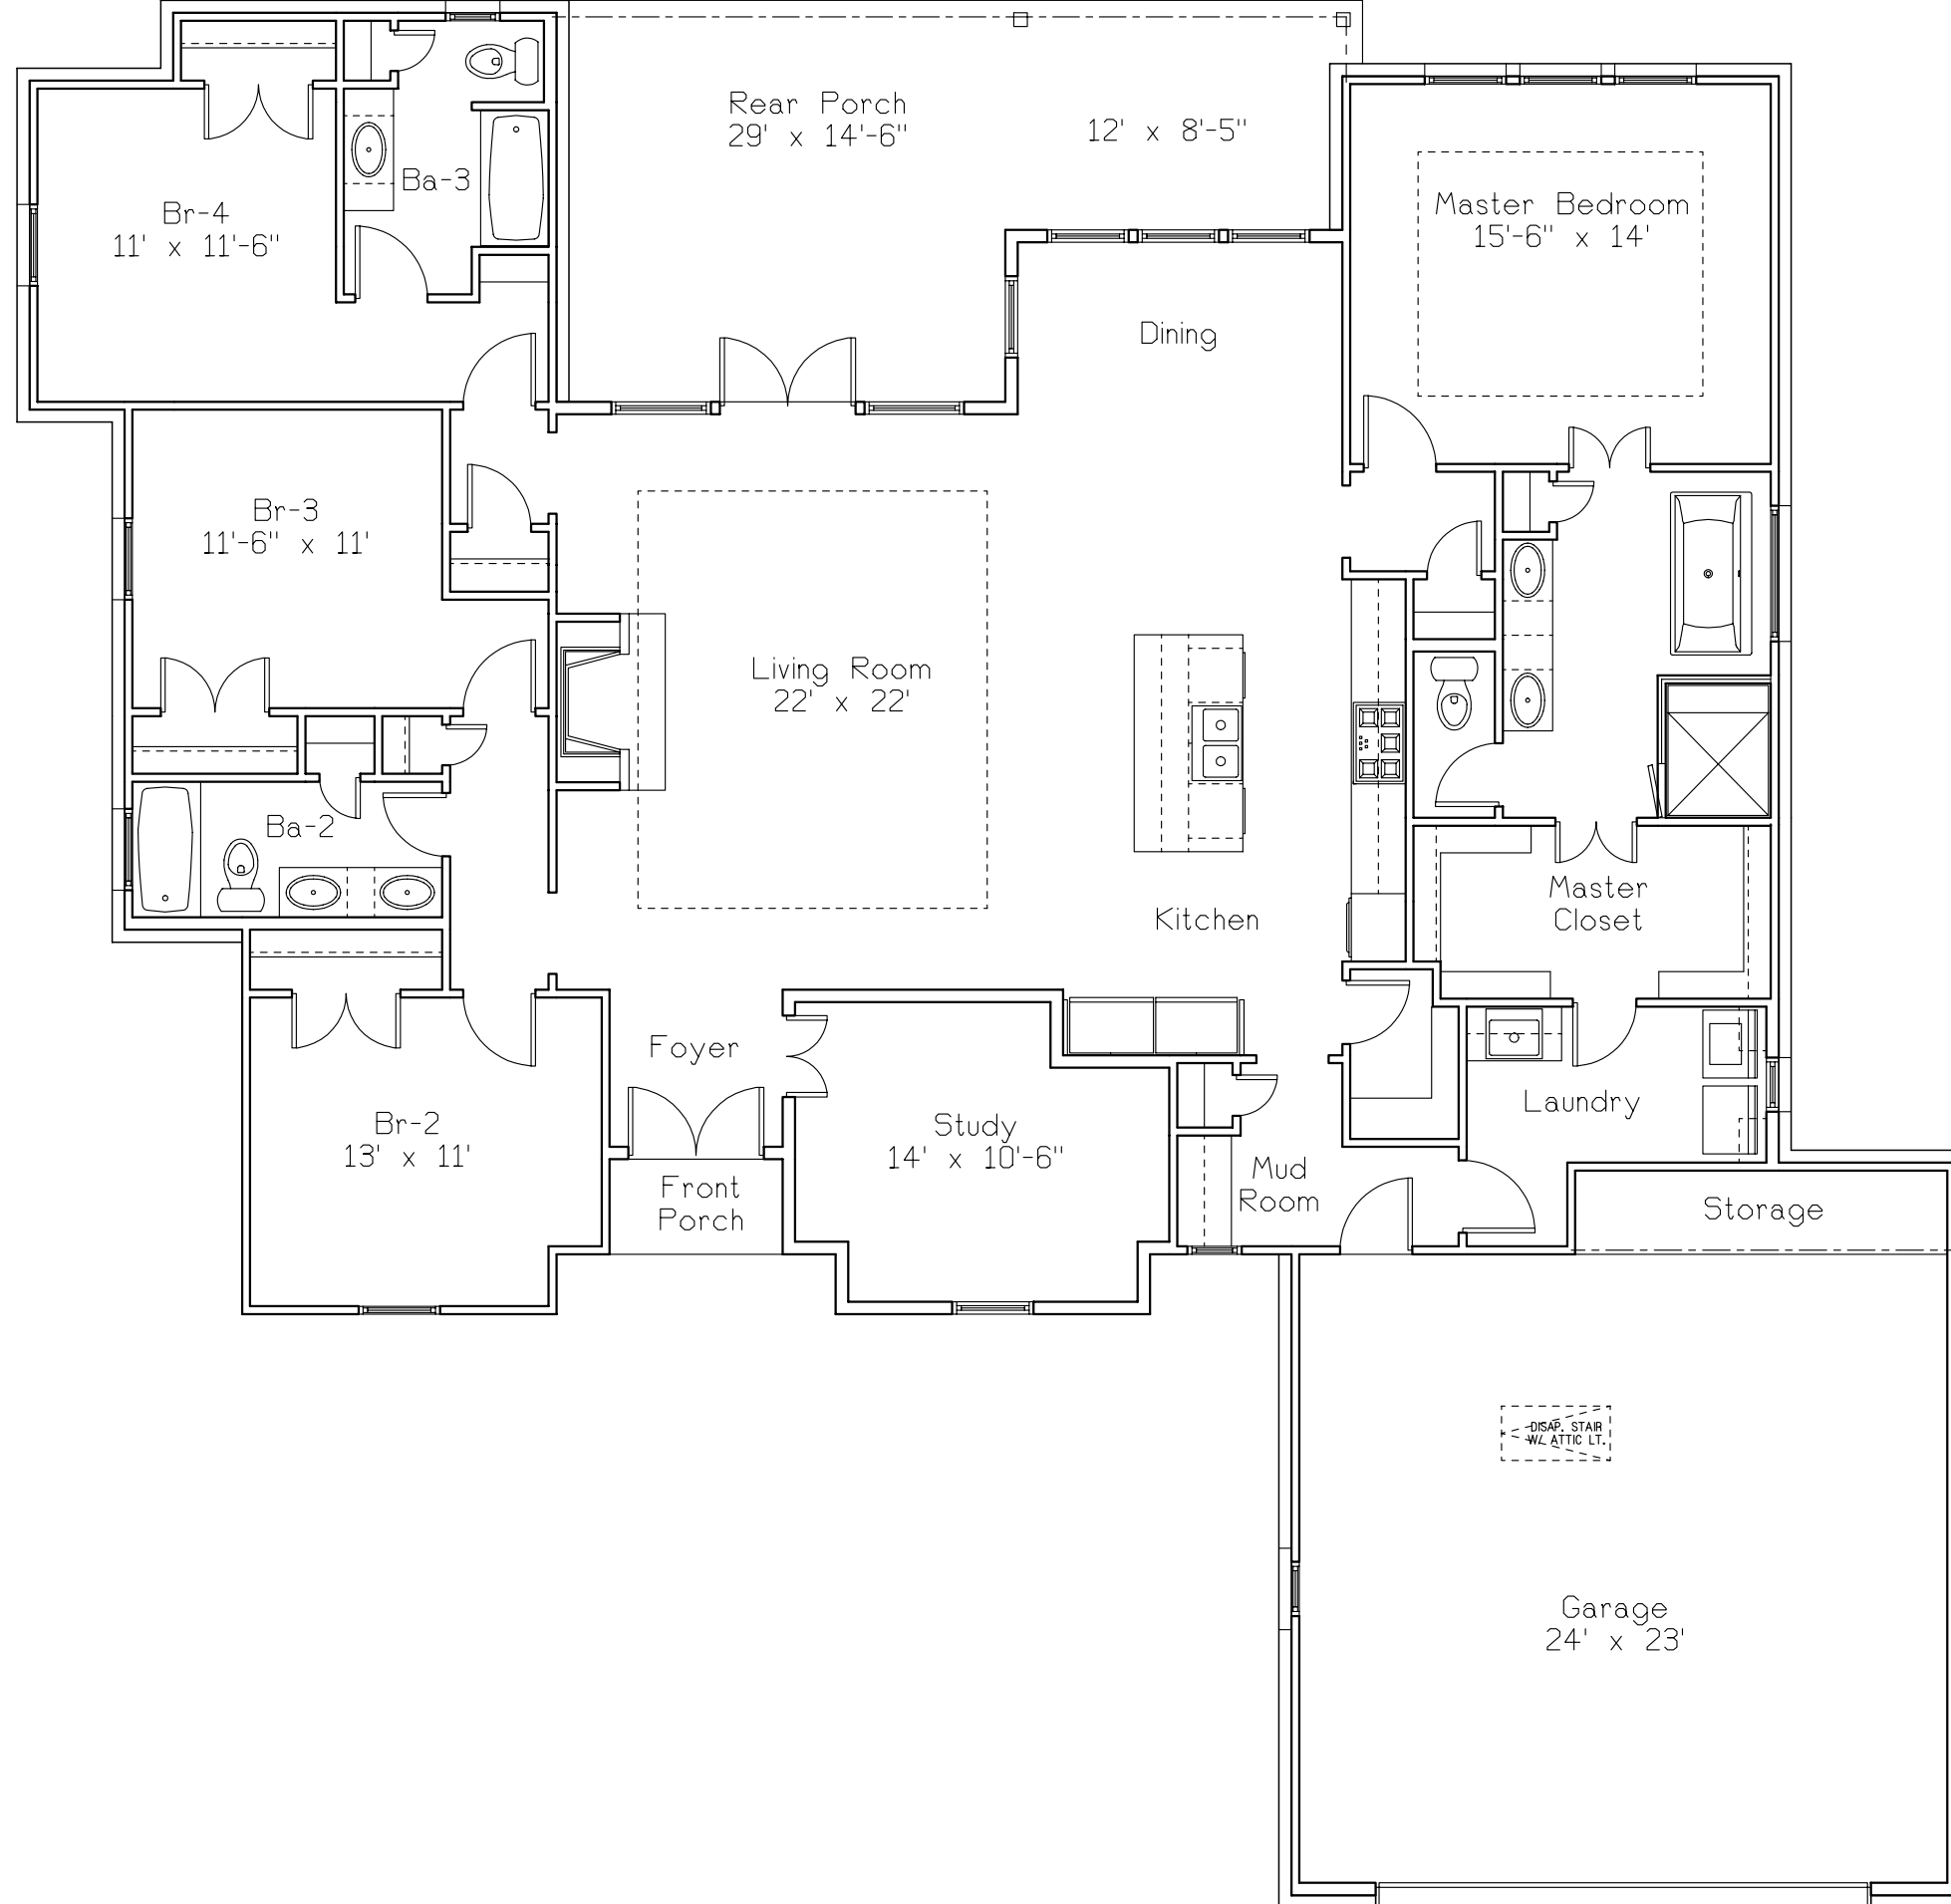 Rear Porch
29' x 14'-6"
12' x 8'-5"
Ba-3
Br-4
11' x 11'-6"
Master Bedroom
15'-6" x 14'
Dining
Br-3
11'-6" x 11'
Living Room
22' x 22'
Ba-2
Kitchen
Master
Closet
Foyer
Laundry
Br-2
13' x 11'
Study
14' x 10'-6"
Front
Porch
Mud
Room
Storage
DISAP. STAIR
W/ ATTIC LT.
Garage
24' x 23'